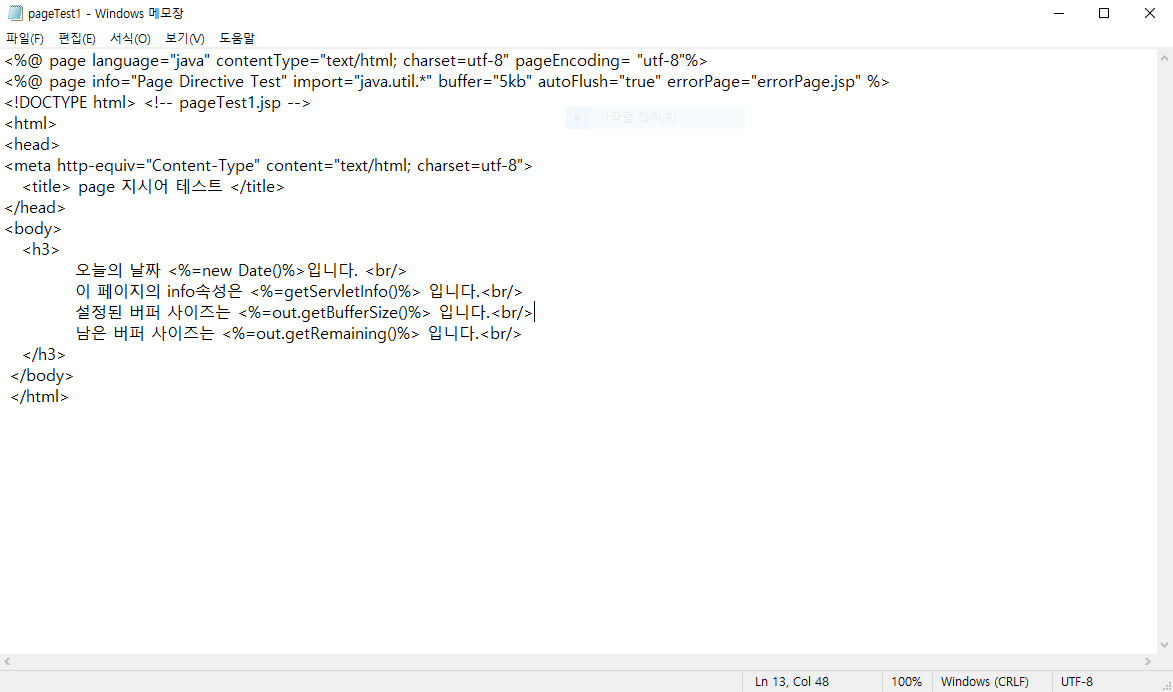 pageTest1 - Windows 메모장
파일(F) 편집(E) 서식(O) 보기(V) 도움말
<%@ page language="java" contentType="text/html; charset=utf-8" pageEncoding= "utf-8"%>
<%@ page info="Page Directive Test" import="java.util.*" buffer="5kb" autoFlush="true" errorPage="errorPage.jsp" %>
<!DOCTYPE html> <!-- pageTest1.jsp -->
사각형 캡처(R)
<html>
<head>
<meta http-equiv="Content-Type" content="text/html; charset=utf-8">
<title> page 지시어 테스트 </title>
</head>
<body>
<h3>
오늘의 날짜 <%=new Date()%>입니다. <br/>
이 페이지의 info속성은 <%=getServletInfo()%> 입니다.<br/>
설정된 버퍼 사이즈는 <%=out.getBufferSize()%> 입니다.<br/>
남은 버퍼 사이즈는 <%=out.getRemaining()%> 입니다.<br/>
</h3>
</body>
</html>
Ln 13, Col 48 100% Windows (CRLF) UTF-8